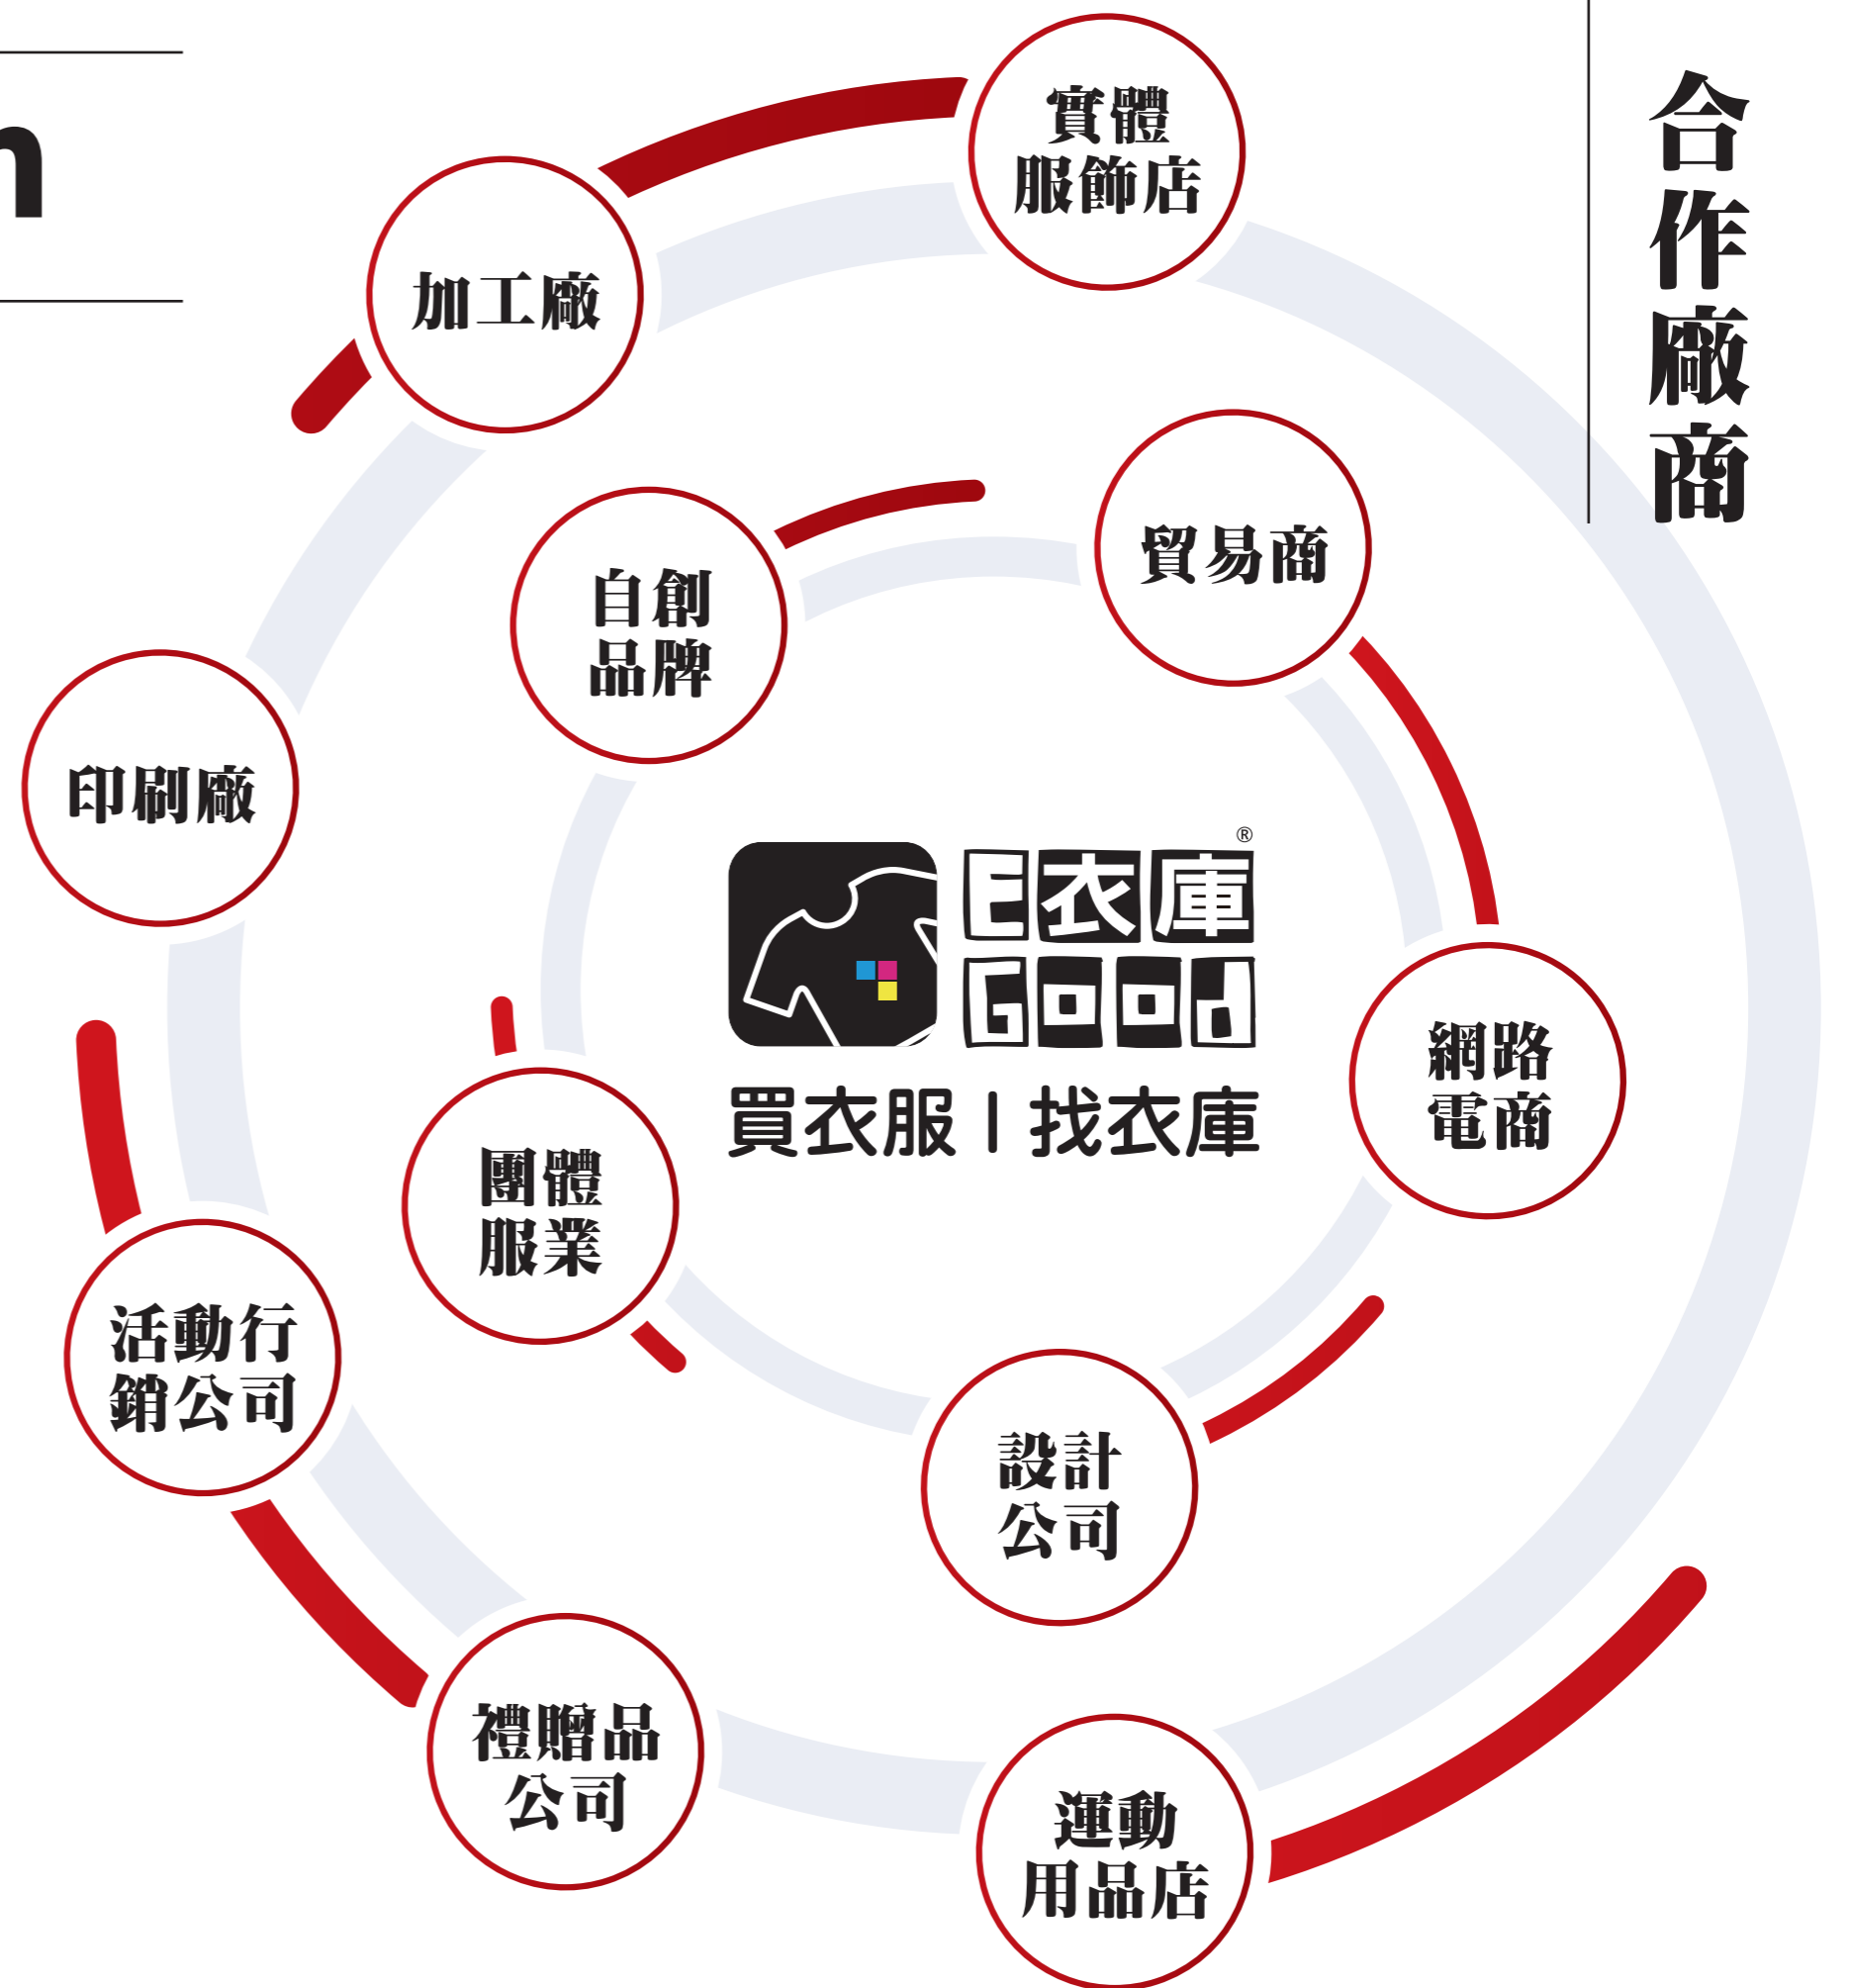 合作廠商
實體
服飾店
加工廠
貿易商
自創
品牌
印刷廠
E衣庫®
Good
買衣服 | 找衣庫
網路
電商
團體
服業
活動行
銷公司
設計
公司
禮贈品
公司
運動
用品店